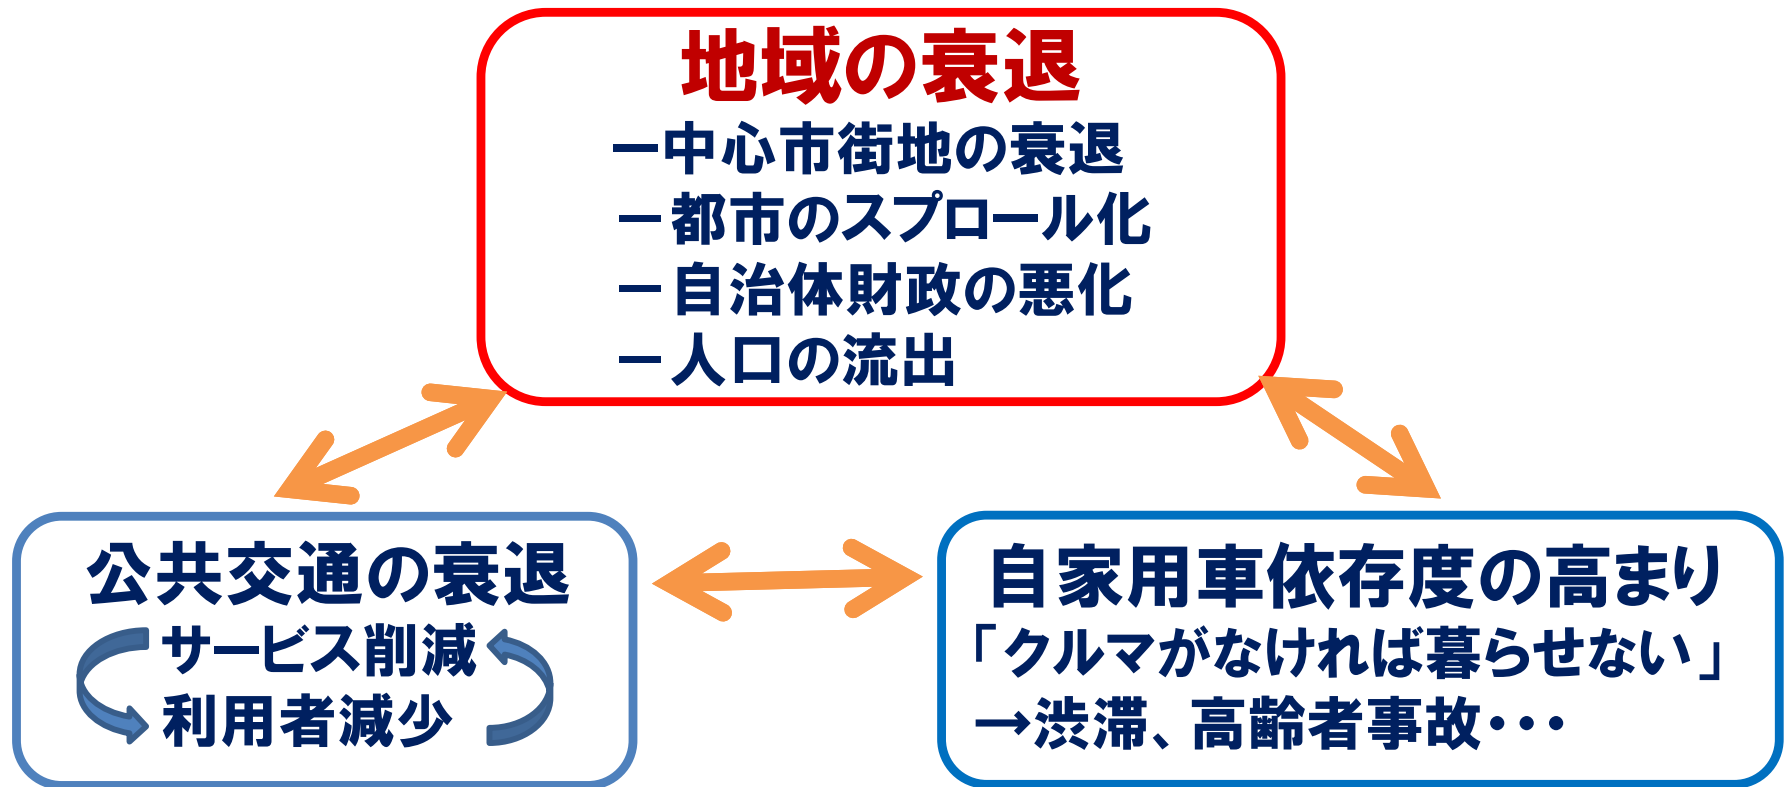 地域の衰退
－中心市街地の衰退
－都市のスプロール化
－自治体財政の悪化
－人口の流出
公共交通の衰退
サービス削減
利用者減少
自家用車依存度の高まり
「クルマがなければ暮らせない」
→渋滞、高齢者事故・・・